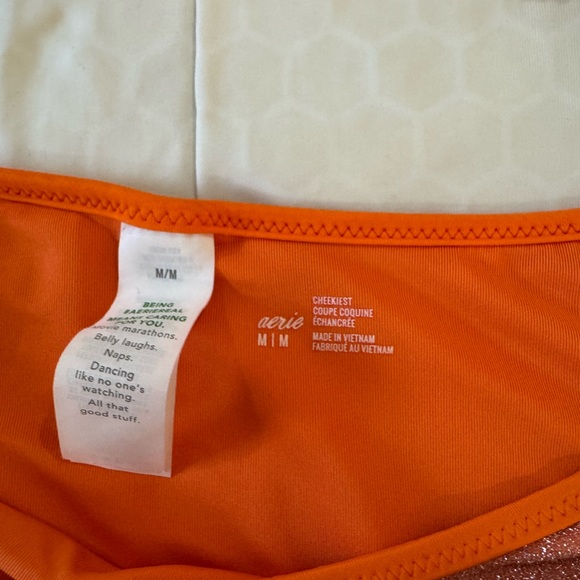 M/M
BEING
#AERIEREAL
MEANS CARING
FOR YOU.
Movie marathons.
Belly laughs.
Naps.
Dancing
like no one's
watching.
All that
good stuff.
aerie
M | M
CHEEKIEST
COUPE COQUINE
ÉCHANCRÉE
MADE IN VIETNAM
FABRIQUÉ AU VIETNAM